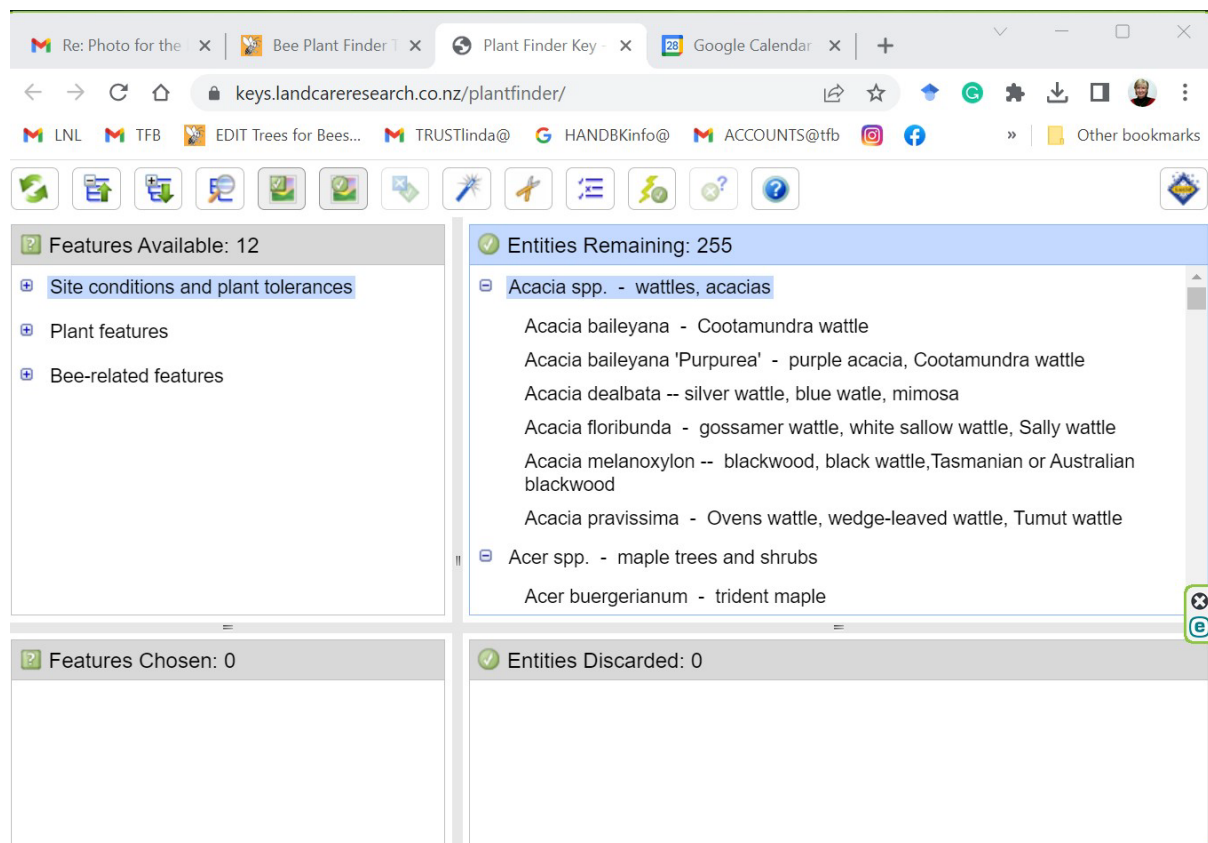 Re: Photo for the
Bee Plant Finder T
Plant Finder Key -
28
Google Calendar
keys.landcareresearch.co.nz/plantfinder/
LNL
TFB
EDIT Trees for Bees...
TRUSTlinda@
G
HANDBKinfo@
ACCOUNTS@tfb
»
Other bookmarks
Features Available: 12
Site conditions and plant tolerances
Plant features
Bee-related features
Entities Remaining: 255
Acacia spp. - wattles, acacias
Acacia baileyana - Cootamundra wattle
Acacia baileyana 'Purpurea' - purple acacia, Cootamundra wattle
Acacia dealbata -- silver wattle, blue watle, mimosa
Acacia floribunda - gossamer wattle, white sallow wattle, Sally wattle
Acacia melanoxylon -- blackwood, black wattle,Tasmanian or Australian
blackwood
Acacia pravissima - Ovens wattle, wedge-leaved wattle, Tumut wattle
Acer spp. - maple trees and shrubs
Acer buergerianum - trident maple
Features Chosen: 0
Entities Discarded: 0